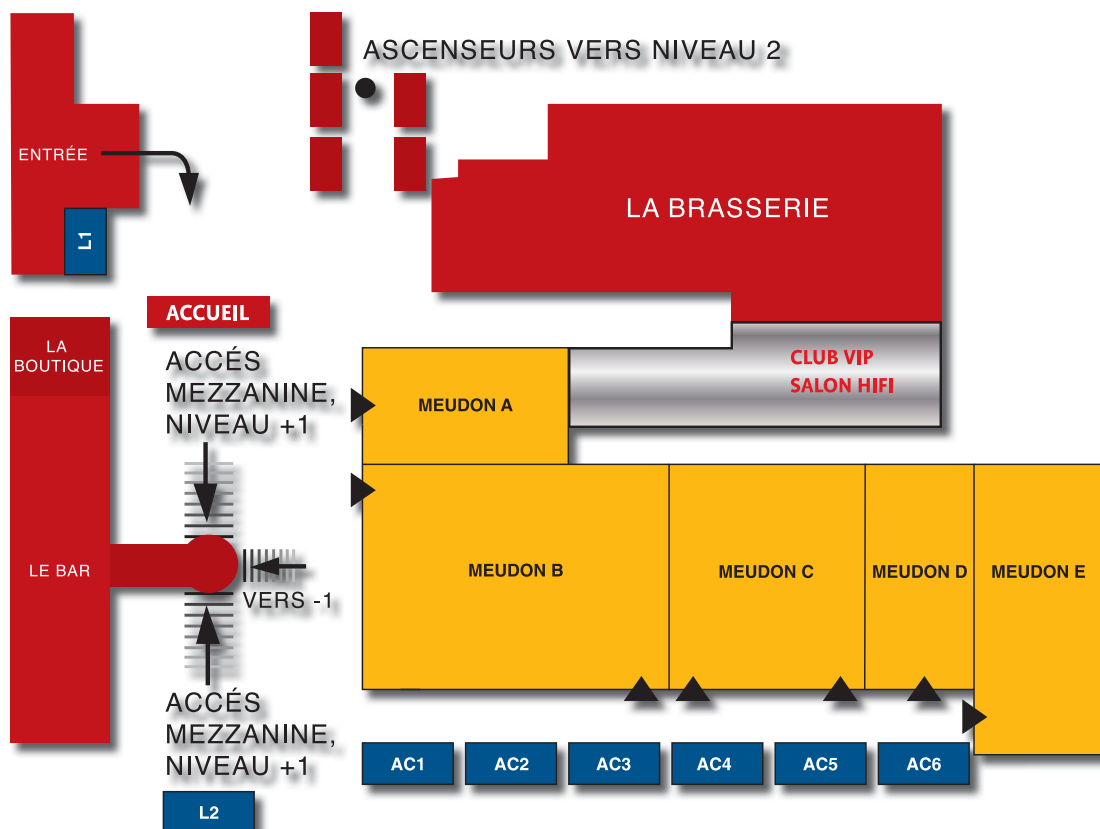 ASCENSEURS VERS NIVEAU 2
ENTRÉE
L1
LA BRASSERIE
ACCUEIL
LA
BOUTIQUE
ACCÉS
MEZZANINE,
NIVEAU +1
CLUB VIP
SALON HIFI
MEUDON A
LE BAR
VERS -1
MEUDON B
MEUDON C
MEUDON D
MEUDON E
ACCÉS
MEZZANINE,
NIVEAU +1
L2
AC1
AC2
AC3
AC4
AC5
AC6